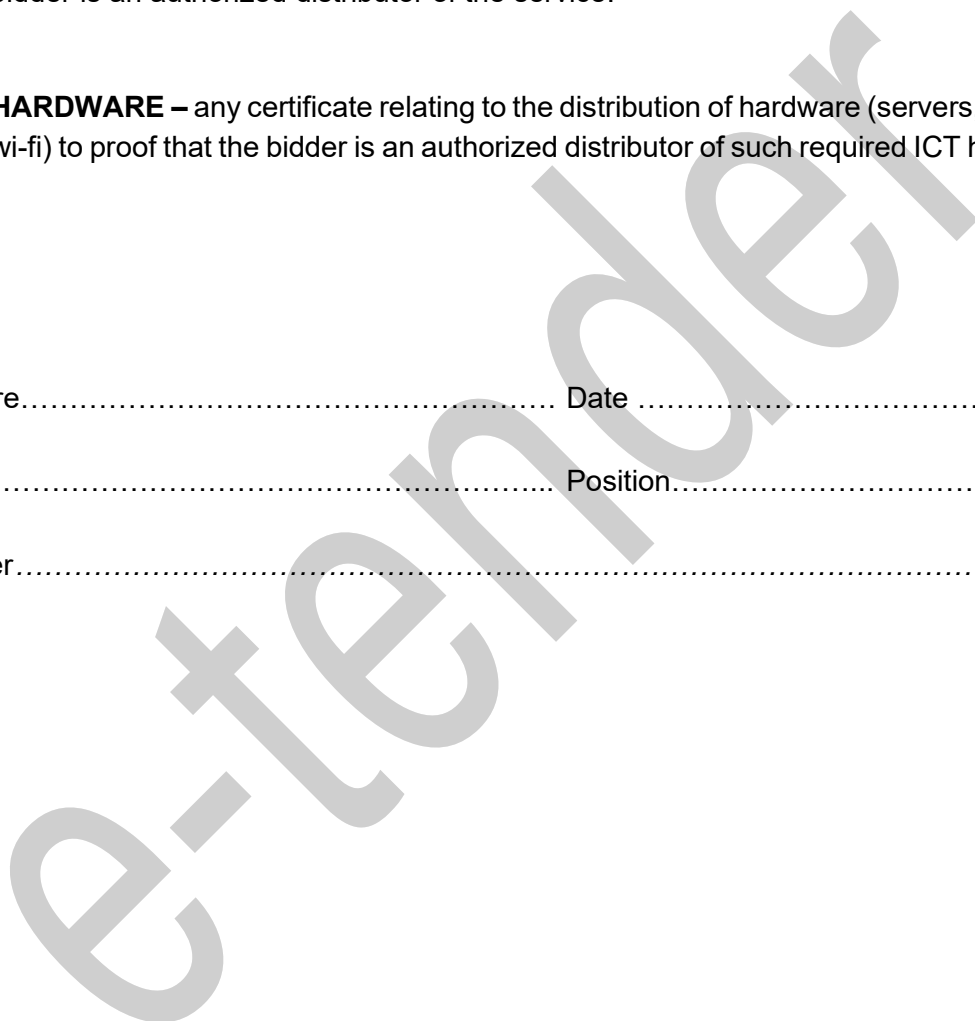 bidder is an authorized distributor of the service.
HARDWARE – any certificate relating to the distribution of hardware (servers
wi-fi) to proof that the bidder is an authorized distributor of such required ICT h
re……………………………………………… Date ………………………………
……………………………………………….. Position…………………………
er………………………………………………………………………………………
e-tender